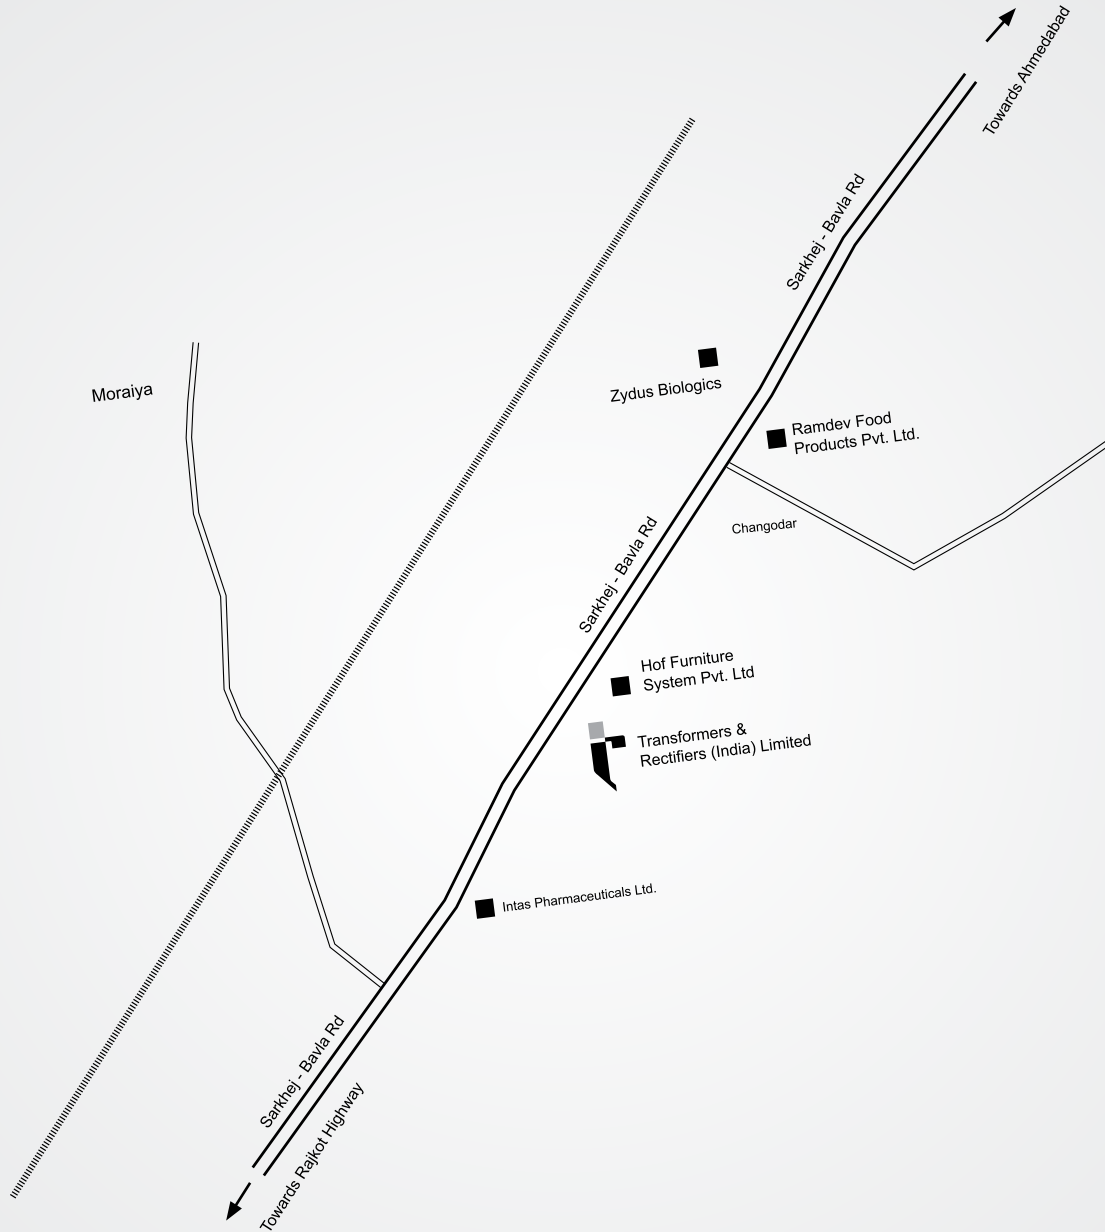 Towards Ahmedabad
Sarkhej - Bavla Rd
Zydus Biologics
Moraiya
Ramdev Food
Products Pvt. Ltd.
Changodar
Sarkhej - Bavla Rd
Hof Furniture
System Pvt. Ltd
Transformers &
Rectifiers (India) Limited
Intas Pharmaceuticals Ltd.
Sarkhej - Bavla Rd
Towards Rajkot Highway